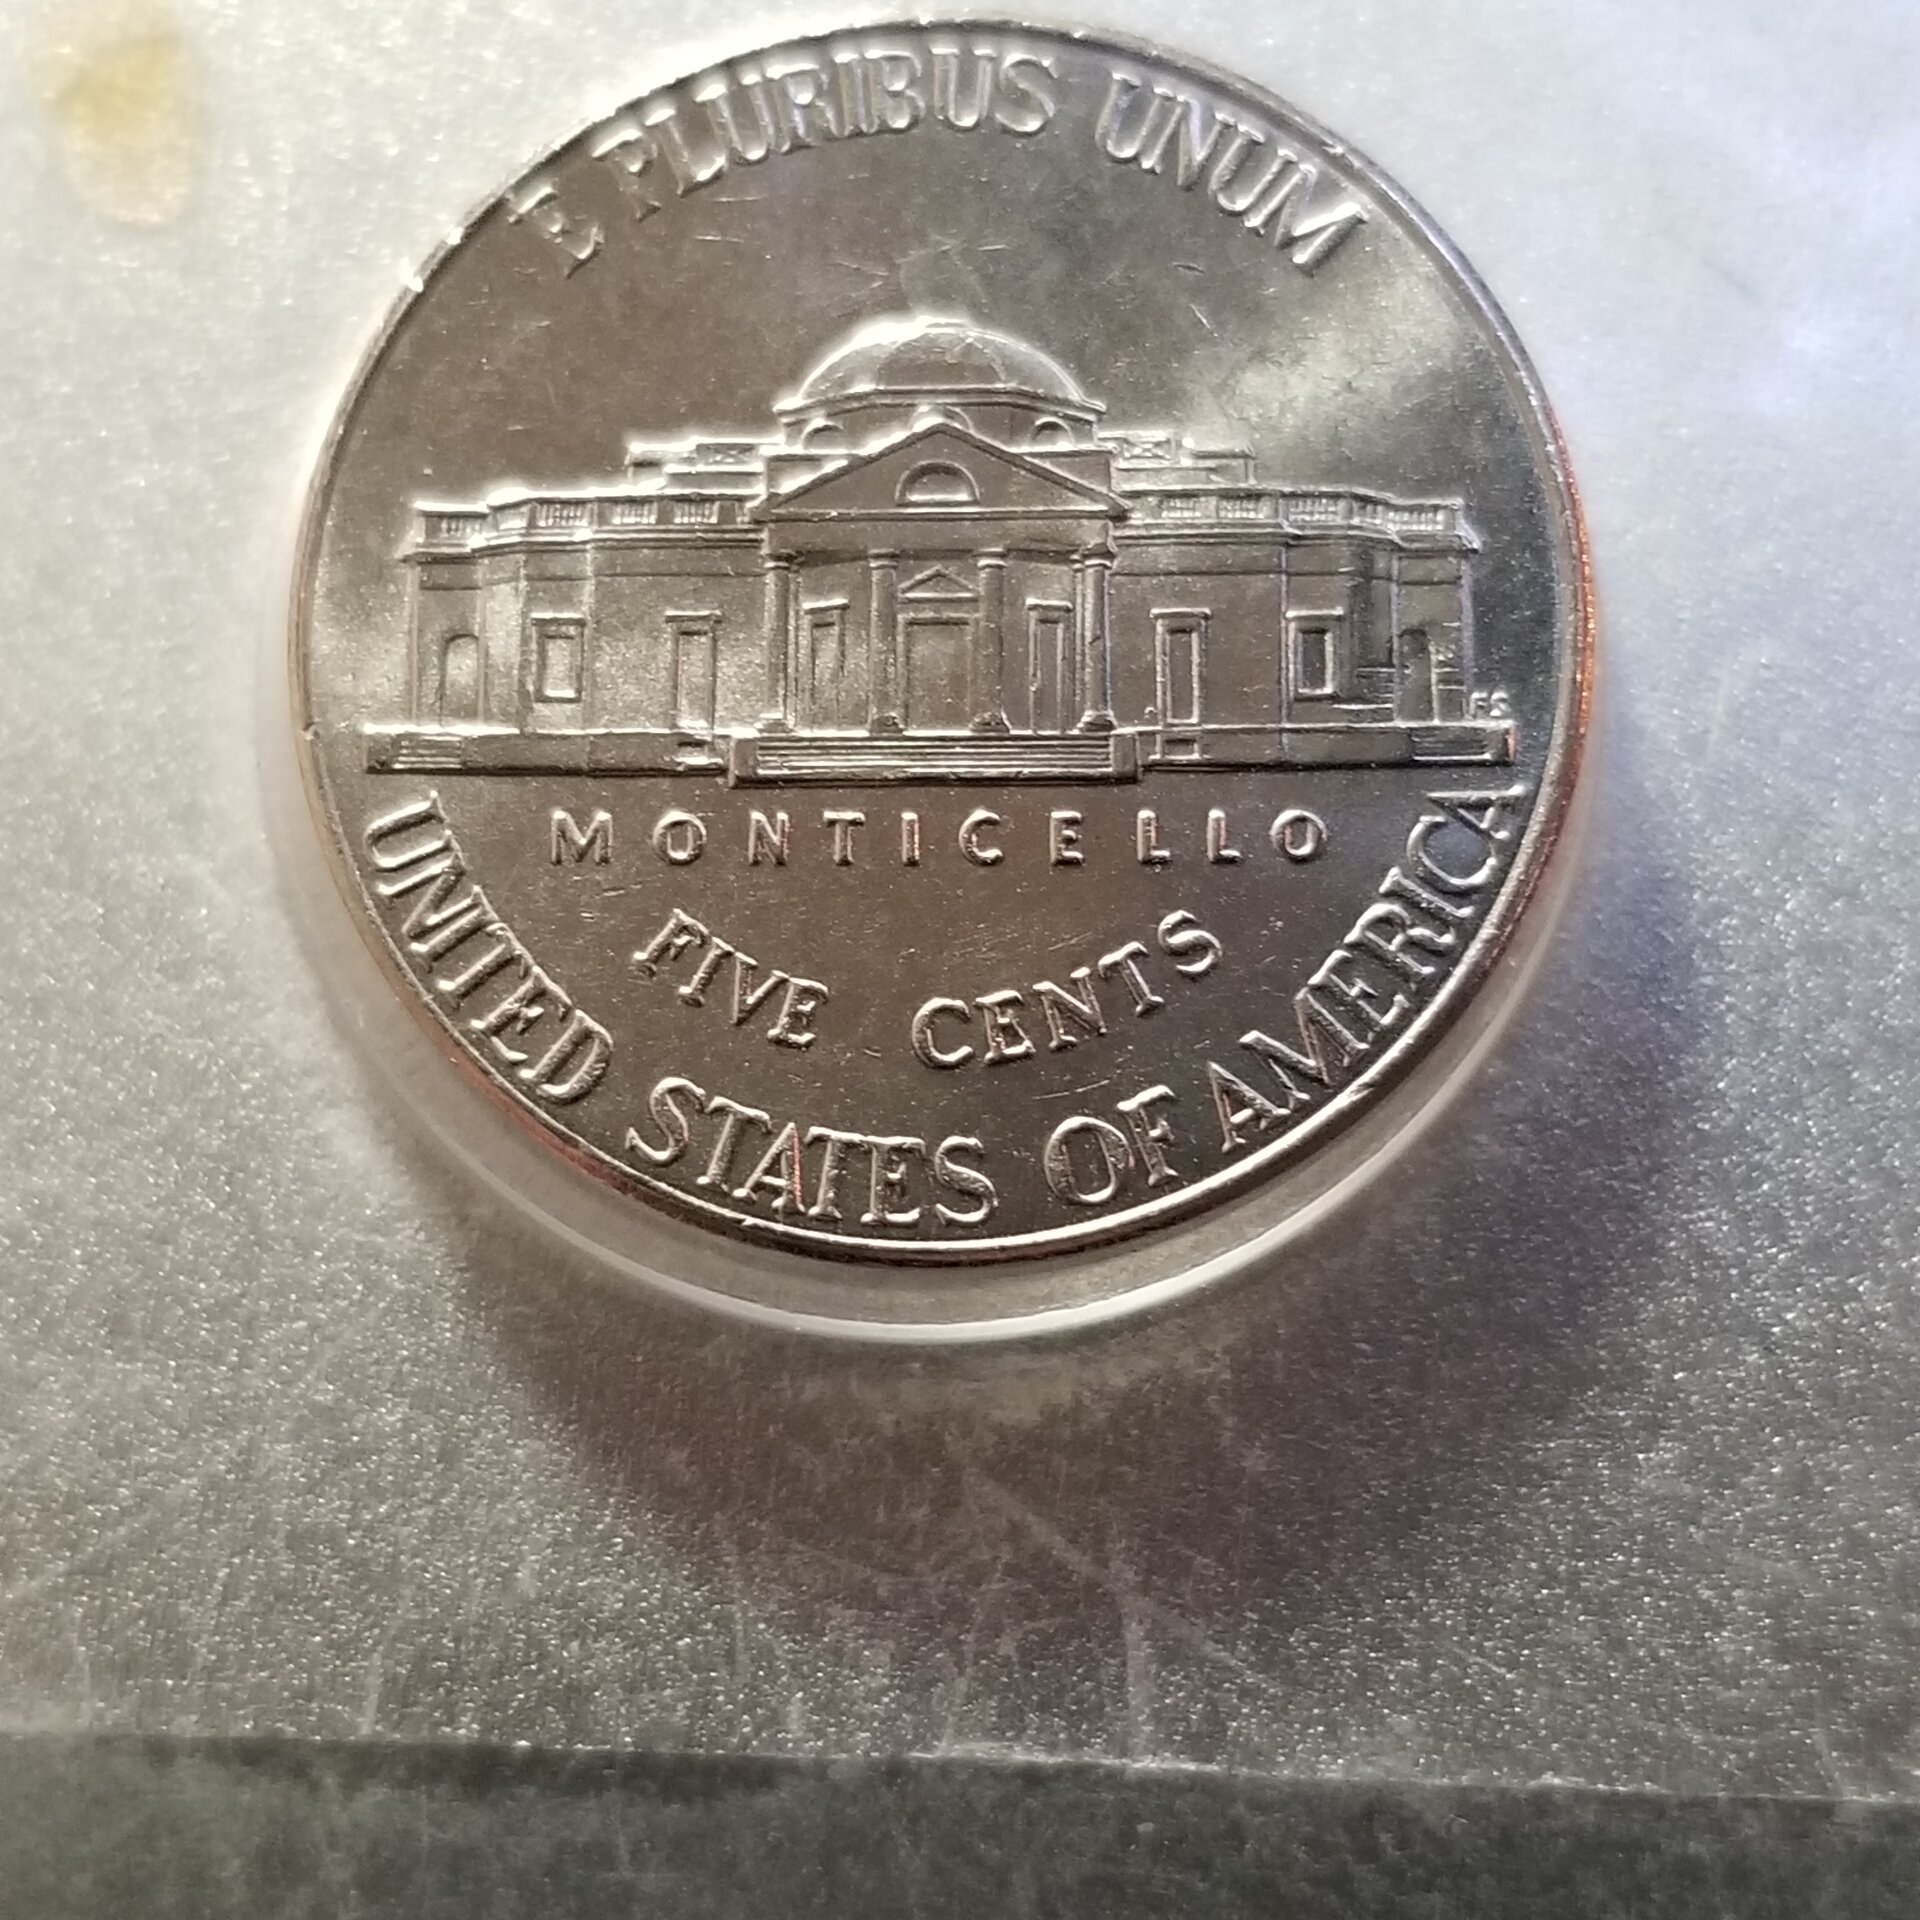 E PLURIBUS UNUM
FS
MONTICELLO
FIVE CENTS
UNITED STATES OF AMERICA